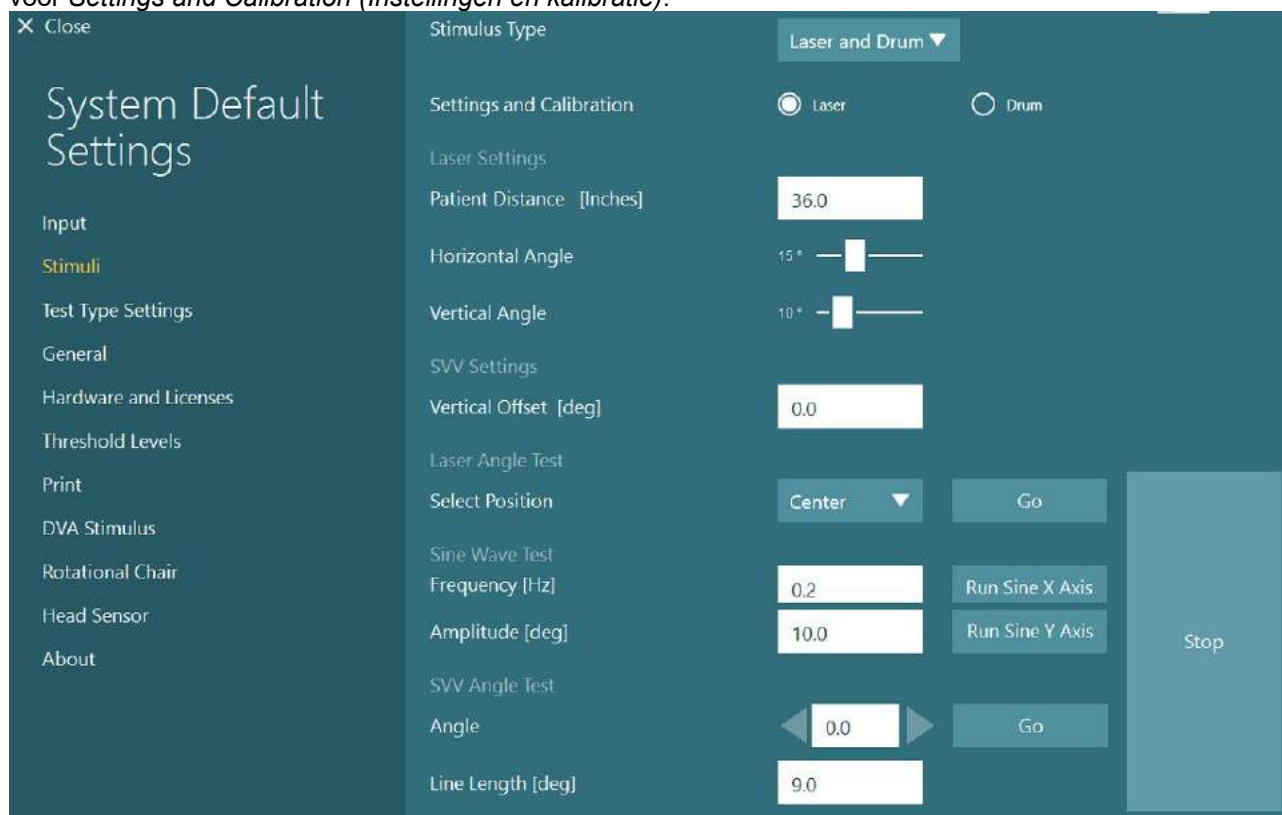 voor Settings and Calibration (Instellingen en kalibratie).
X Close
System Default
Settings
Input
Stimuli
Test Type Settings
General
Hardware and Licenses
Threshold Levels
Print
DVA Stimulus
Rotational Chair
Head Sensor
About
Stimulus Type Laser and Drum
Settings and Calibration Laser Drum
Laser Settings
Patient Distance [Inches] 36.0
Horizontal Angle 15°
Vertical Angle 10°
SVV Settings
Vertical Offset [deg] 0.0
Laser Angle Test
Select Position Center Go
Sine Wave Test
Frequency [Hz] 0.2 Run Sine X Axis
Amplitude [deg] 10.0 Run Sine Y Axis
Stop
SVV Angle Test
Angle 0.0 Go
Line Length [deg] 9.0